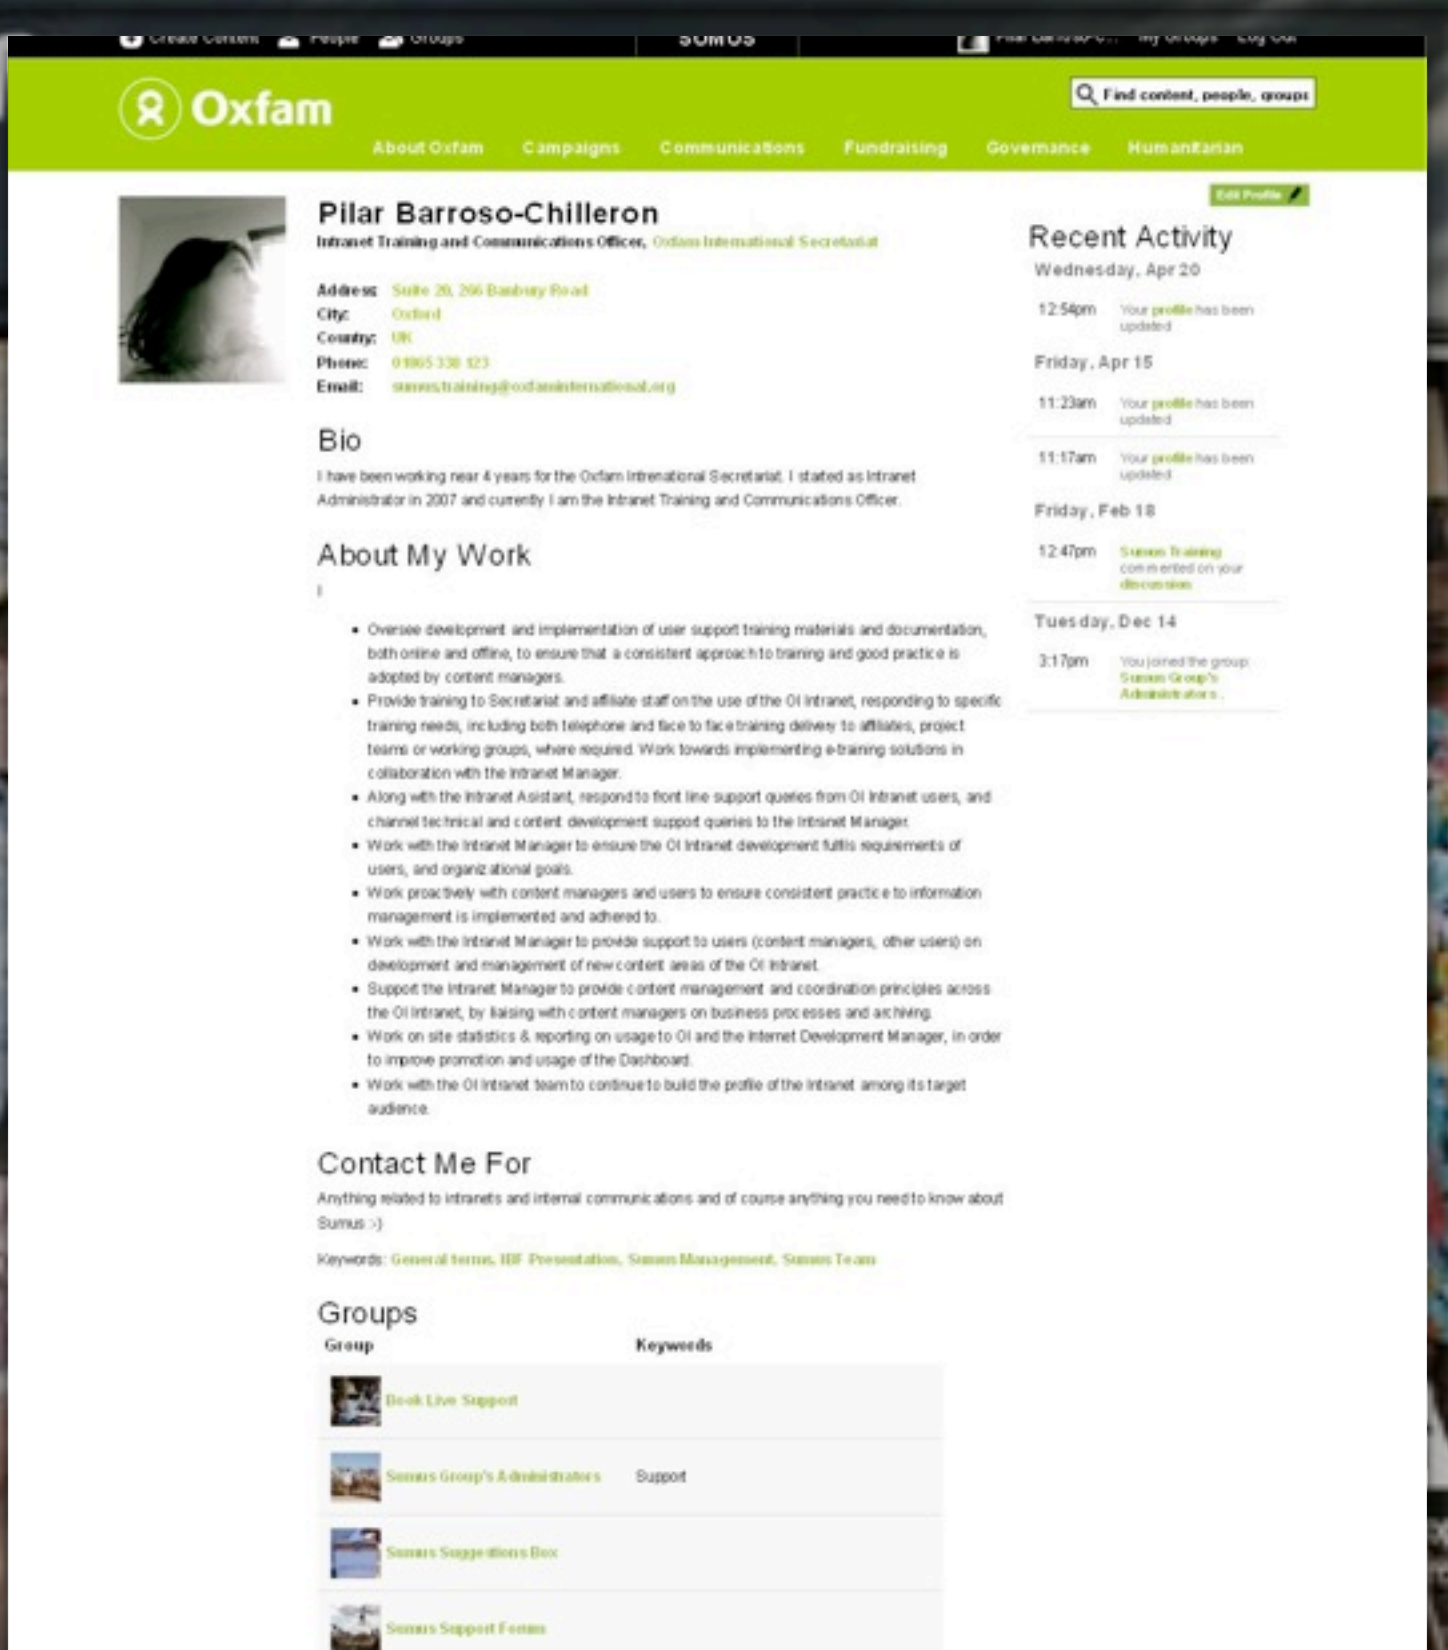 Create Content People Groups SUMUS Pilar Barroso-C... My Groups Log Out
Oxfam
Find content, people, groups
About Oxfam Campaigns Communications Fundraising Governance Humanitarian
Edit Profile
Pilar Barroso-Chilleron
Intranet Training and Communications Officer, Oxfam International Secretariat
Address: Suite 20, 266 Banbury Road
City: Oxford
Country: UK
Phone: 01865 338 123
Email: sumus.training@oxfaminternational.org
Bio
I have been working near 4 years for the Oxfam Intrenational Secretariat. I started as Intranet
Administrator in 2007 and currently I am the Intranet Training and Communications Officer.
About My Work
I
▪ Oversee development and implementation of user support training materials and documentation,
both online and offline, to ensure that a consistent approach to training and good practice is
adopted by content managers.
▪ Provide training to Secretariat and affiliate staff on the use of the OI Intranet, responding to specific
training needs, including both telephone and face to face training delivery to affiliates, project
teams or working groups, where required. Work towards implementing e-training solutions in
collaboration with the Intranet Manager.
▪ Along with the Intranet Asistant, respond to front line support queries from OI Intranet users, and
channel technical and content development support queries to the Intranet Manager.
▪ Work with the Intranet Manager to ensure the OI Intranet development fulfils requirements of
users, and organizational goals.
▪ Work proactively with content managers and users to ensure consistent practice to information
management is implemented and adhered to.
▪ Work with the Intranet Manager to provide support to users (content managers, other users) on
development and management of new content areas of the OI Intranet.
▪ Support the Intranet Manager to provide content management and coordination principles across
the OI Intranet, by liaising with content managers on business processes and archiving.
▪ Work on site statistics & reporting on usage to OI and the Internet Development Manager, in order
to improve promotion and usage of the Dashboard.
▪ Work with the OI Intranet team to continue to build the profile of the Intranet among its target
audience.
Contact Me For
Anything related to intranets and internal communications and of course anything you need to know about
Sumus :-)
Keywords: General terms, IBF Presentation, Sumus Management, Sumus Team
Groups
Group Keywords
Book Live Support
Sumus Group's Administrators Support
Sumus Suggestions Box
Sumus Support Forum
Recent Activity
Wednesday, Apr 20
12:54pm Your profile has been
updated
Friday, Apr 15
11:23am Your profile has been
updated
11:17am Your profile has been
updated
Friday, Feb 18
12:47pm Sumus Training
commented on your
discussion
Tuesday, Dec 14
3:17pm You joined the group:
Sumus Group's
Administrators .